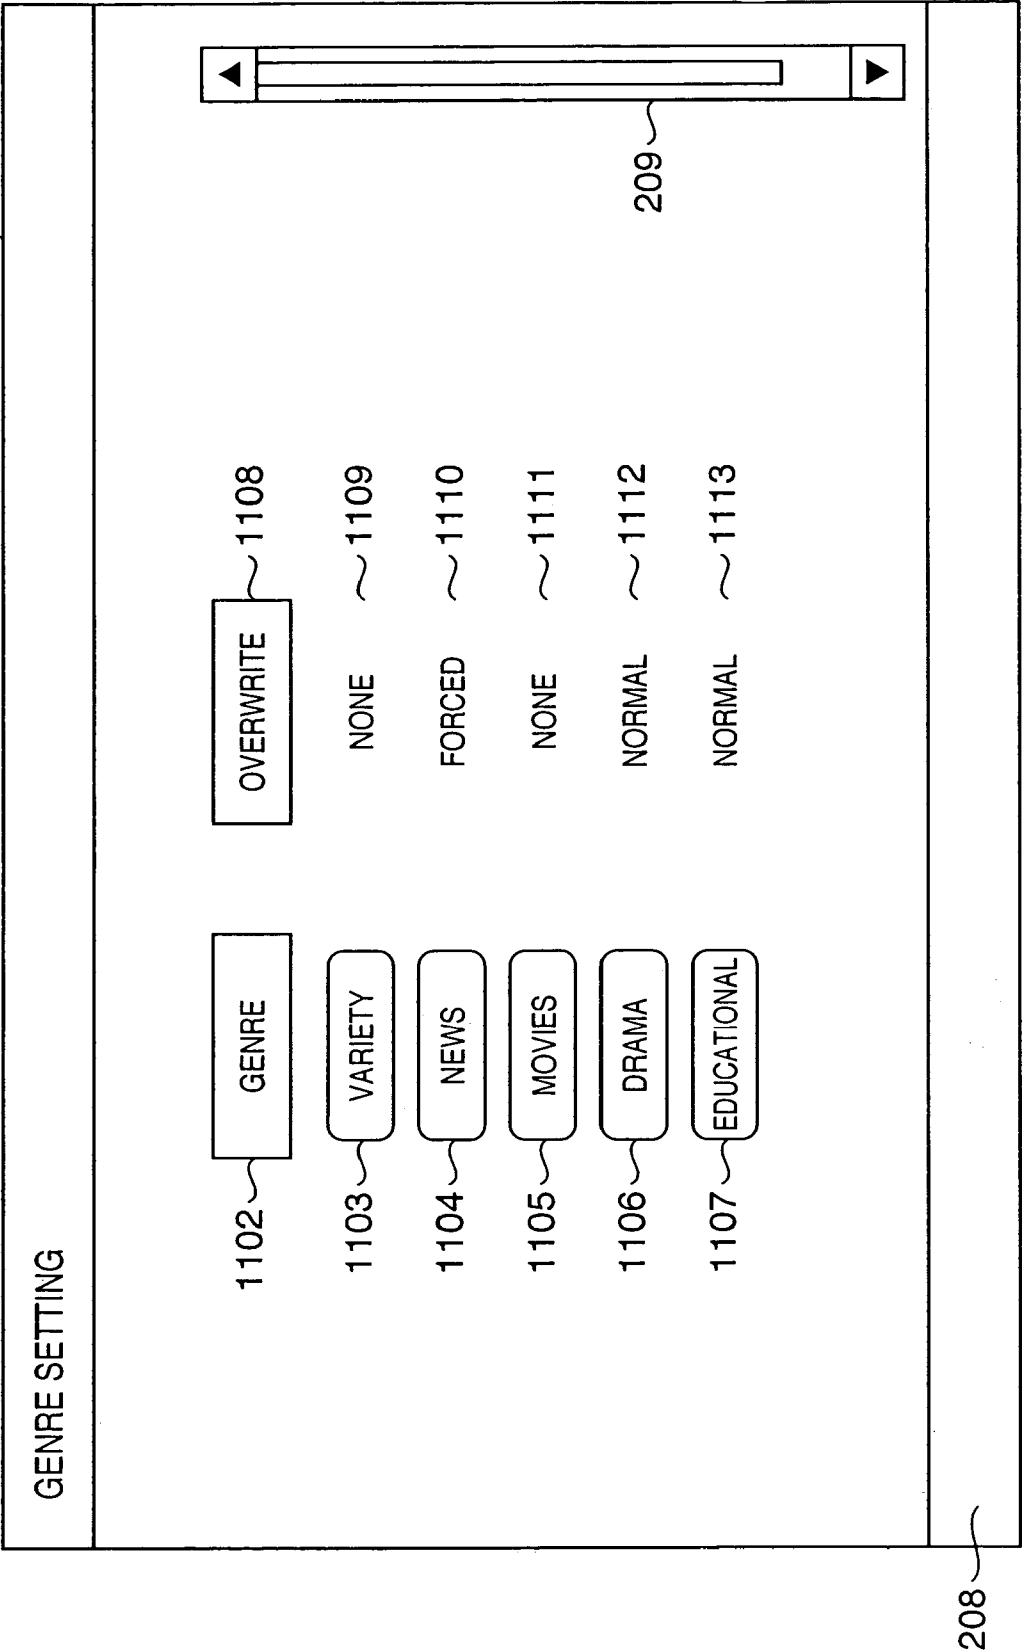 GENRE SETTING
1102 GENRE OVERWRITE 1108
1103 VARIETY NONE 1109
1104 NEWS FORCED 1110
1105 MOVIES NONE 1111
1106 DRAMA NORMAL 1112
1107 EDUCATIONAL NORMAL 1113
209
208